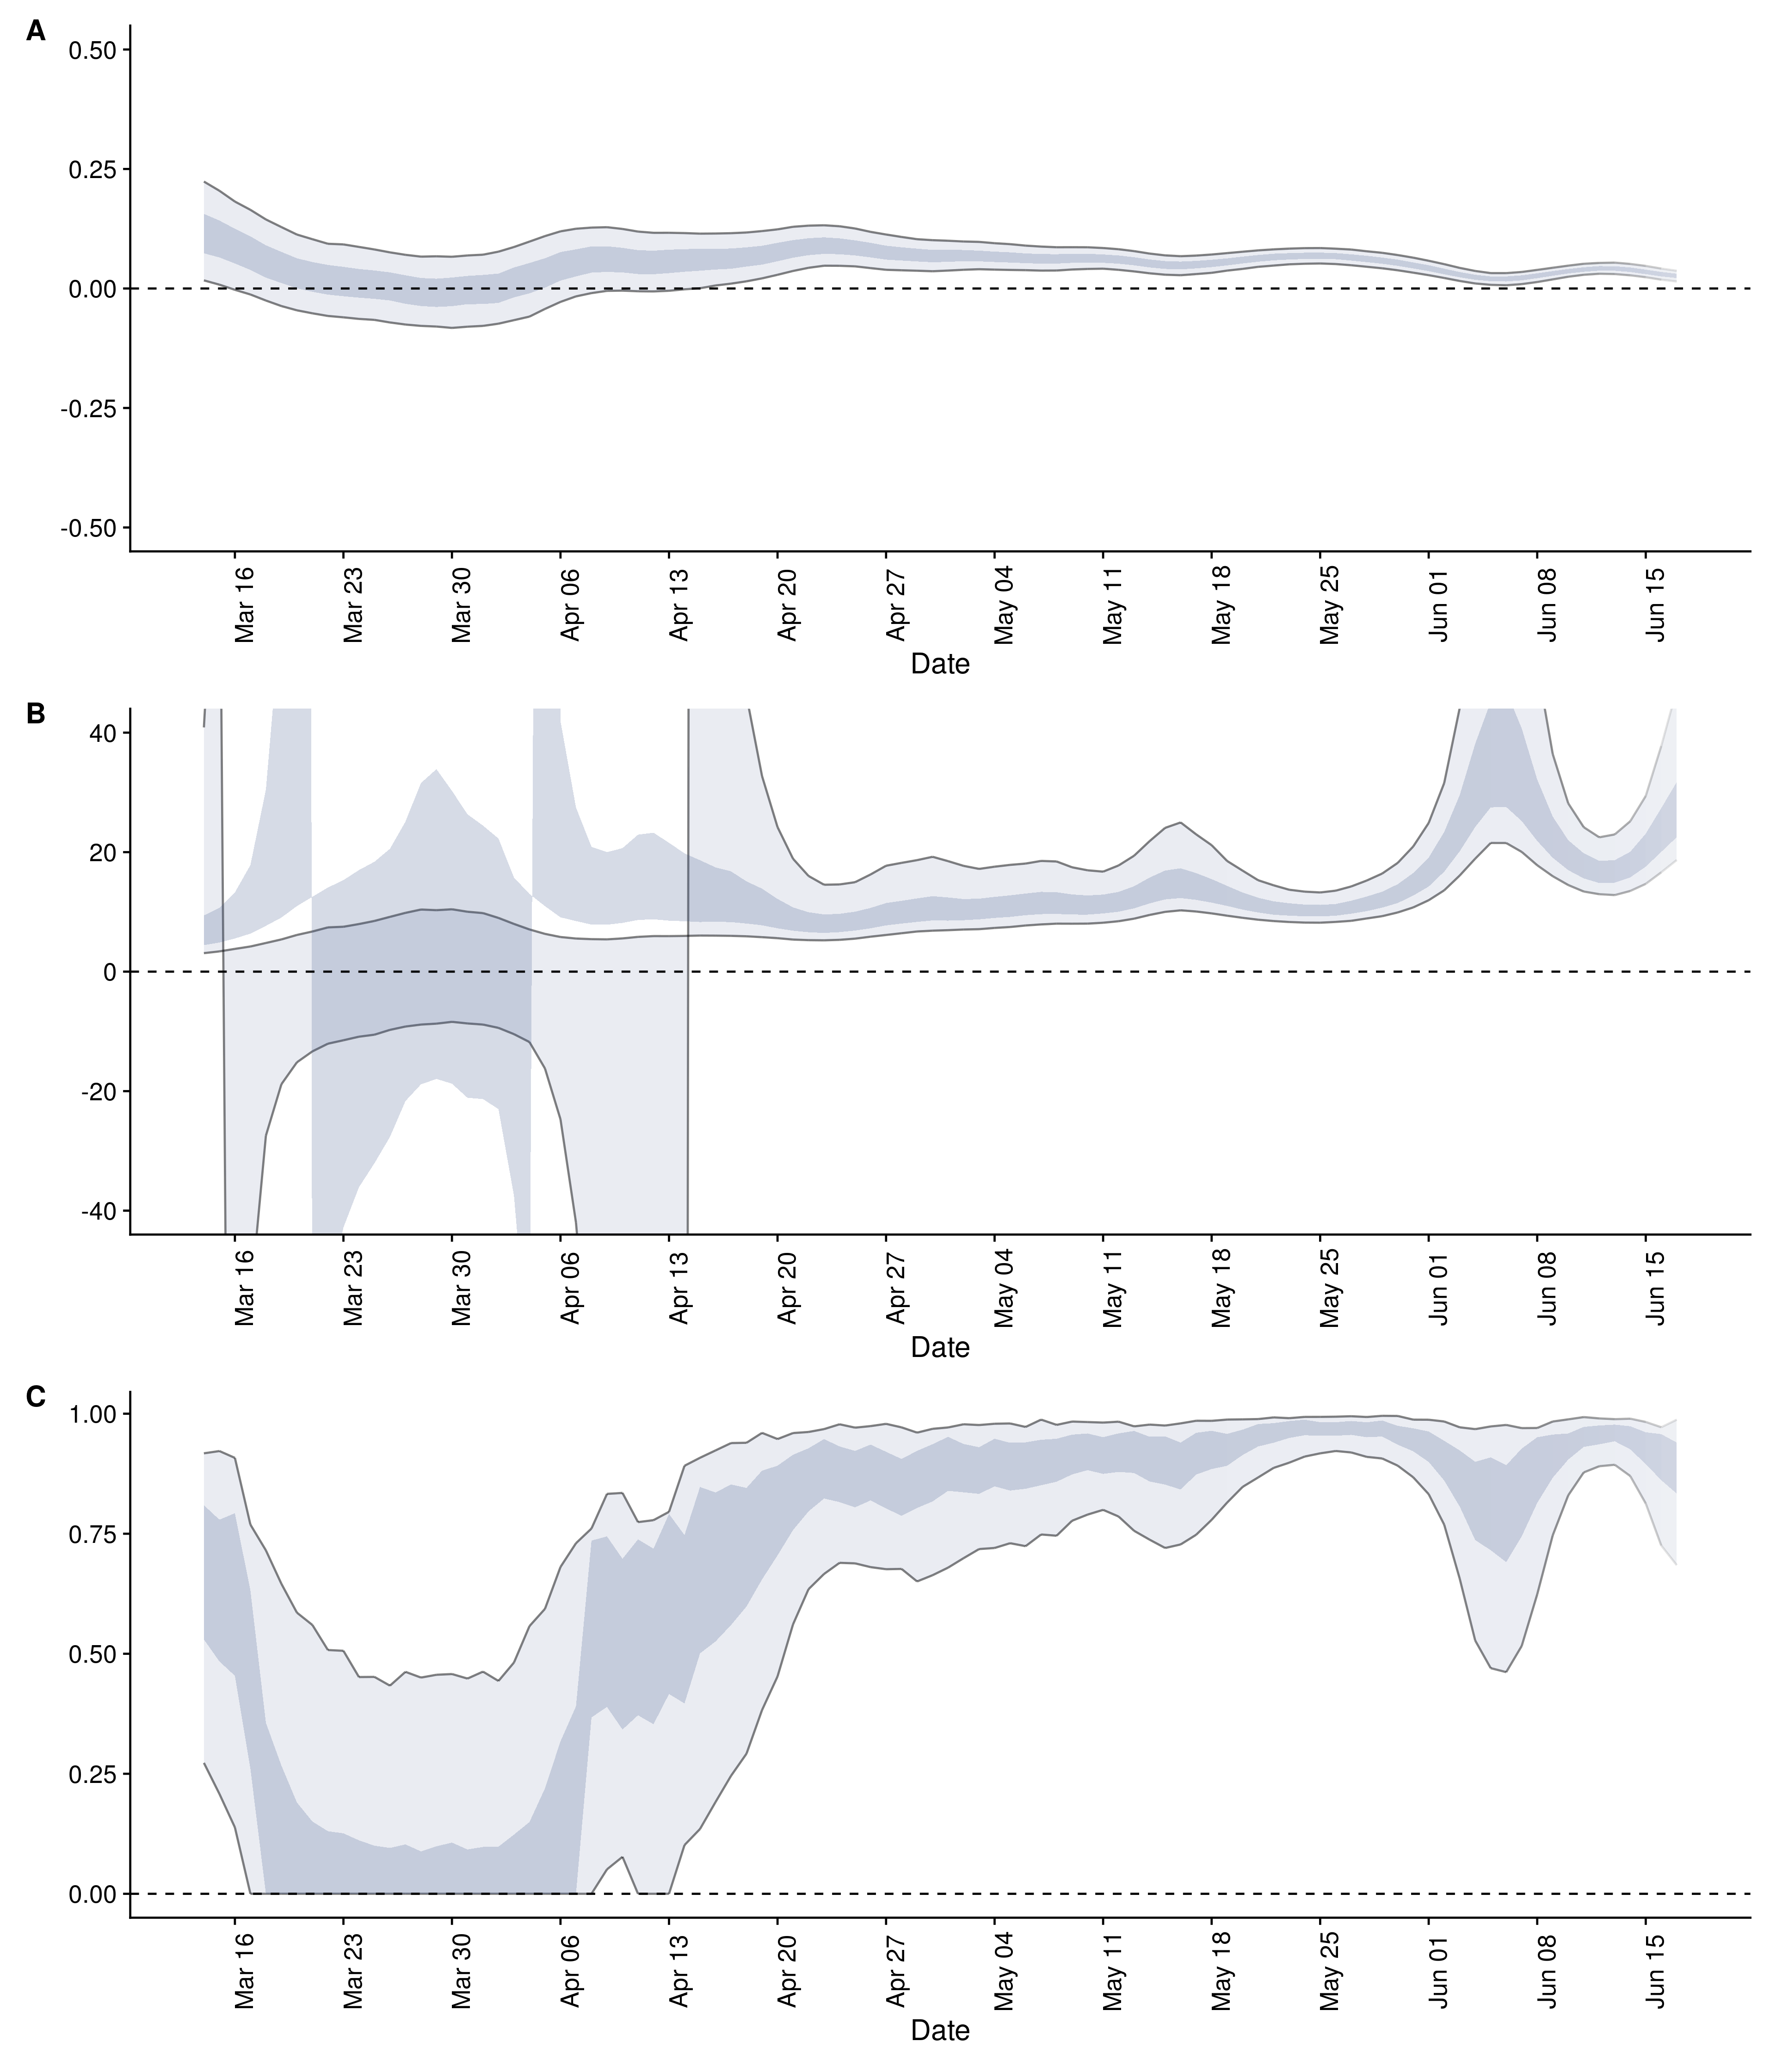 A
0.50
0.25
0.00
-0.25
-0.50
Mar 16
Mar 23
Mar 30
Apr 06
Apr 13
Apr 20
Apr 27
May 04
May 11
May 18
May 25
Jun 01
Jun 08
Jun 15
Date
B
40
20
0
-20
-40
Mar 16
Mar 23
Mar 30
Apr 06
Apr 13
Apr 20
Apr 27
May 04
May 11
May 18
May 25
Jun 01
Jun 08
Jun 15
Date
C
1.00
0.75
0.50
0.25
0.00
Mar 16
Mar 23
Mar 30
Apr 06
Apr 13
Apr 20
Apr 27
May 04
May 11
May 18
May 25
Jun 01
Jun 08
Jun 15
Date